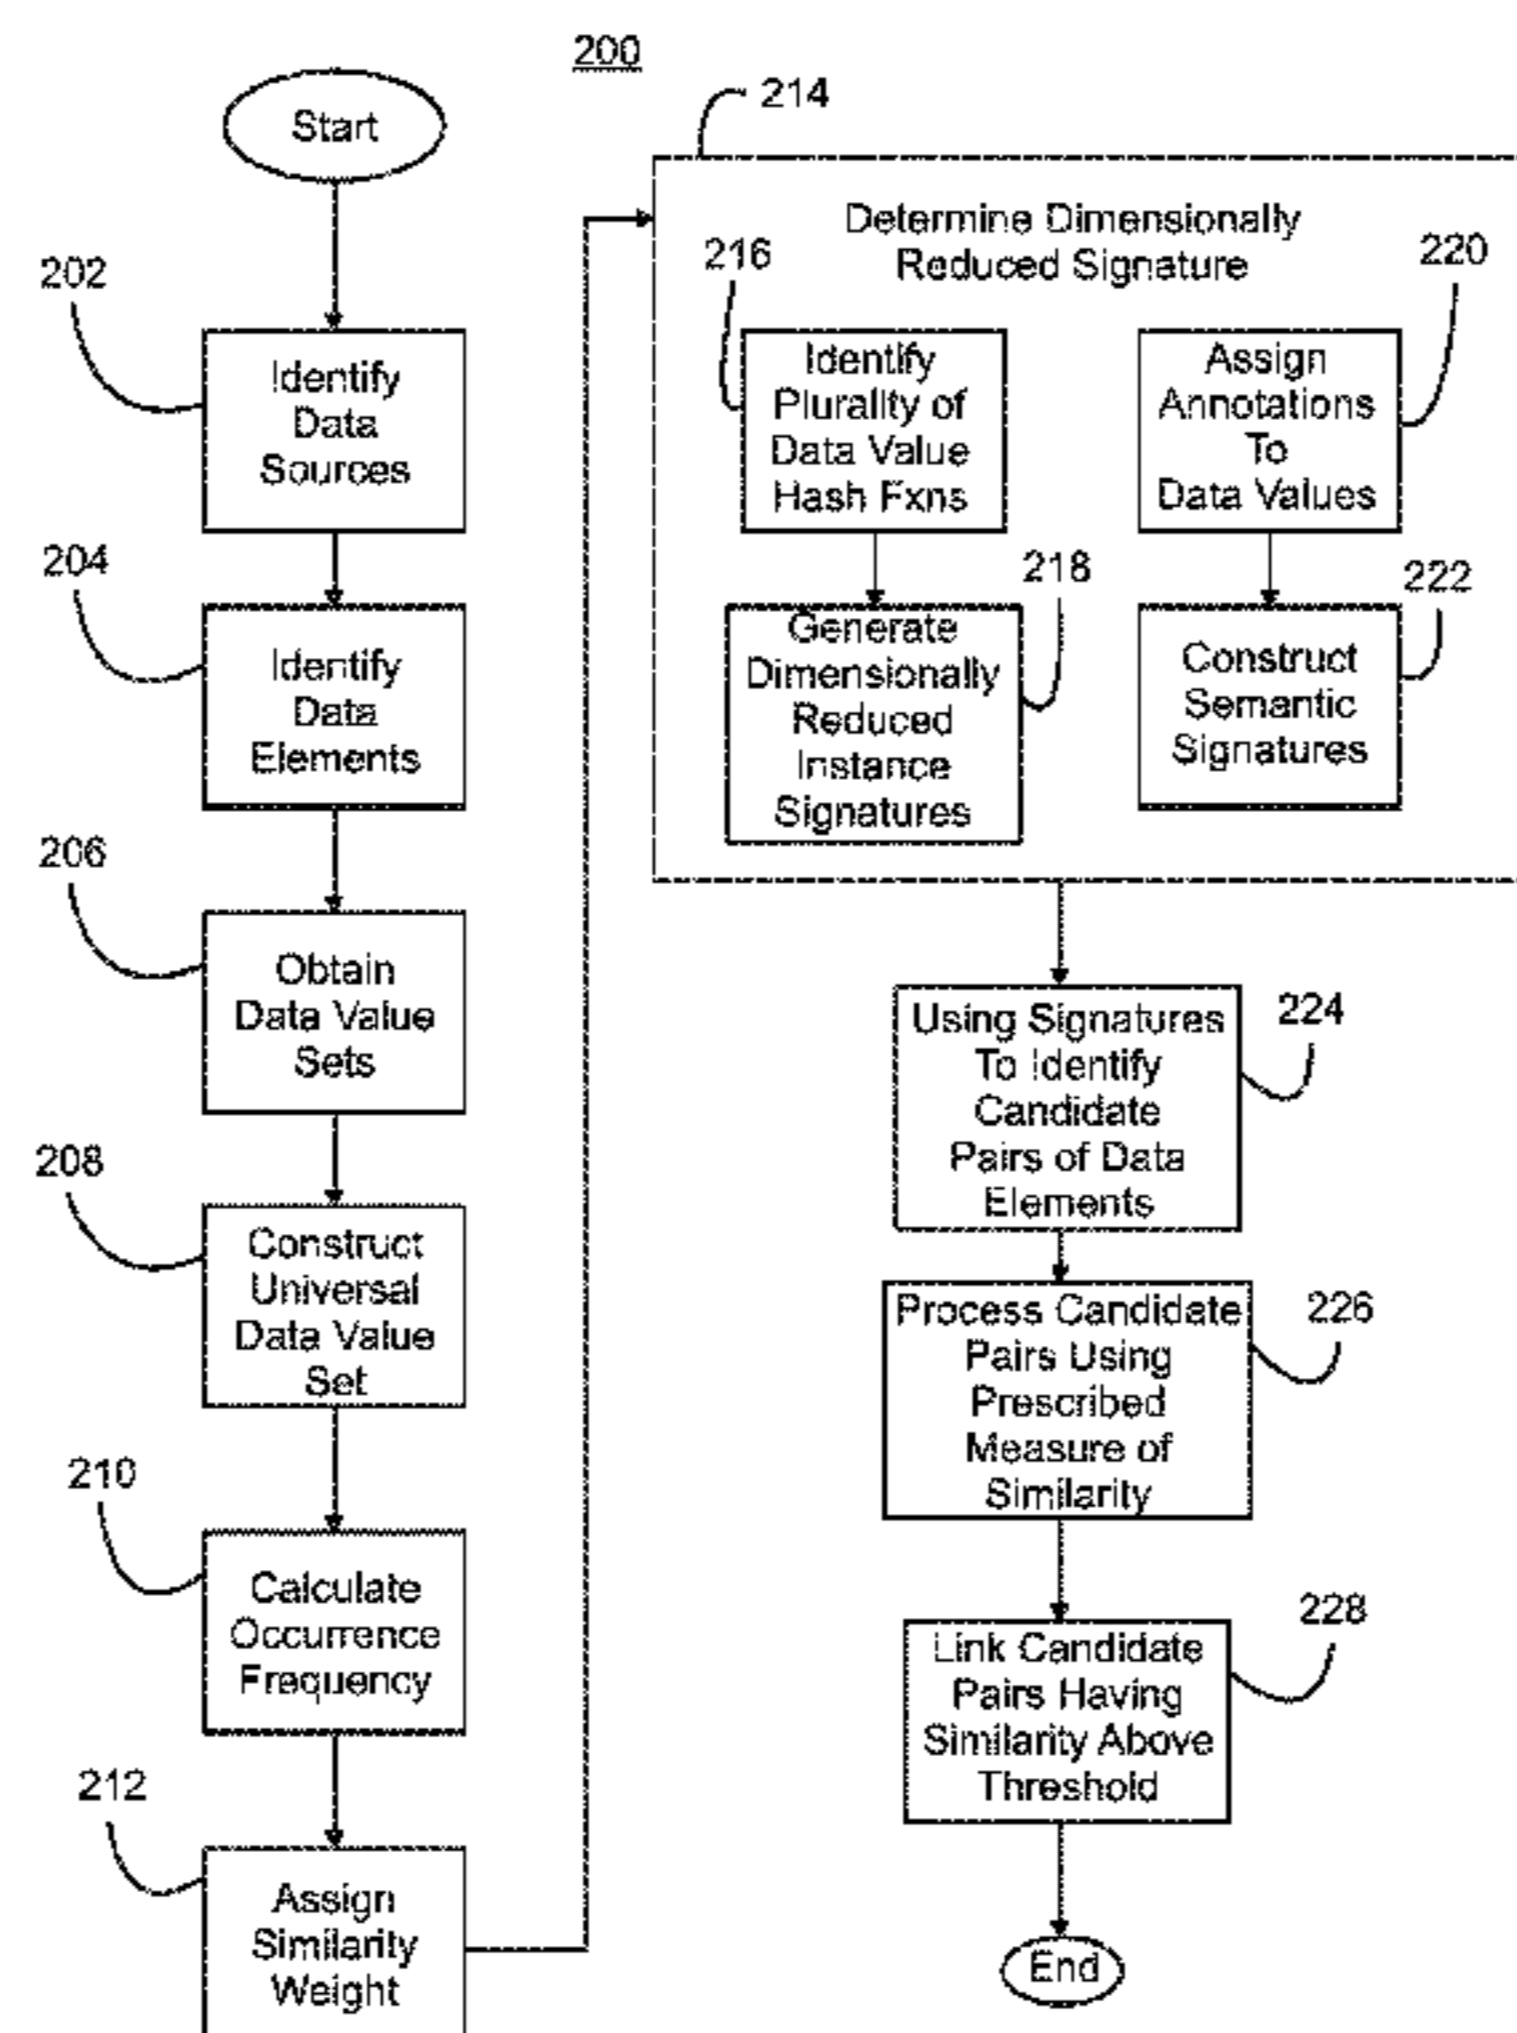 200
Start
202
Identify
Data
Sources
204
Identify
Data
Elements
206
Obtain
Data Value
Sets
208
Construct
Universal
Data Value
Set
210
Calculate
Occurrence
Frequency
212
Assign
Similarity
Weight
214
Determine Dimensionally
Reduced Signature
216
Identify
Plurality of
Data Value
Hash Fxns
218
Generate
Dimensionally
Reduced
Instance
Signatures
220
Assign
Annotations
To
Data Values
222
Construct
Semantic
Signatures
224
Using Signatures
To Identify
Candidate
Pairs of Data
Elements
226
Process Candidate
Pairs Using
Prescribed
Measure of
Similarity
228
Link Candidate
Pairs Having
Similarity Above
Threshold
End